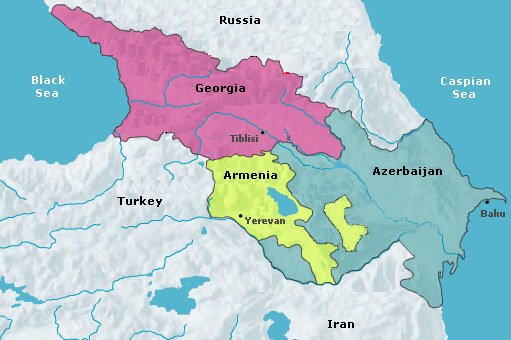 Russia
Black
Sea
Georgia
Caspian
Sea
Tiblisi
Armenia
Azerbaijan
Turkey
Yerevan
Baku
Iran